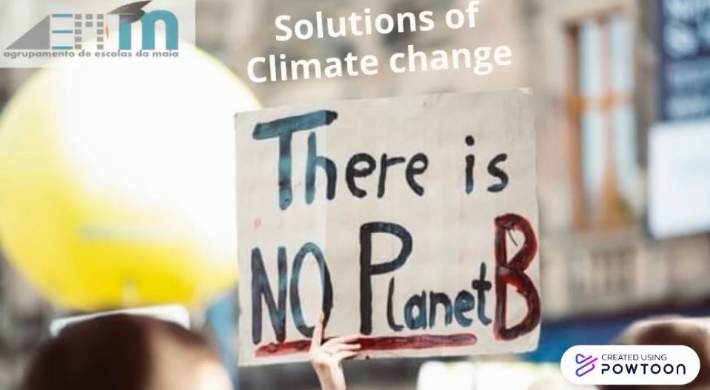 agrupamento de escolas da maia
Solutions of
Climate change
There is
NO Planet B
CREATED USING
POWTOON